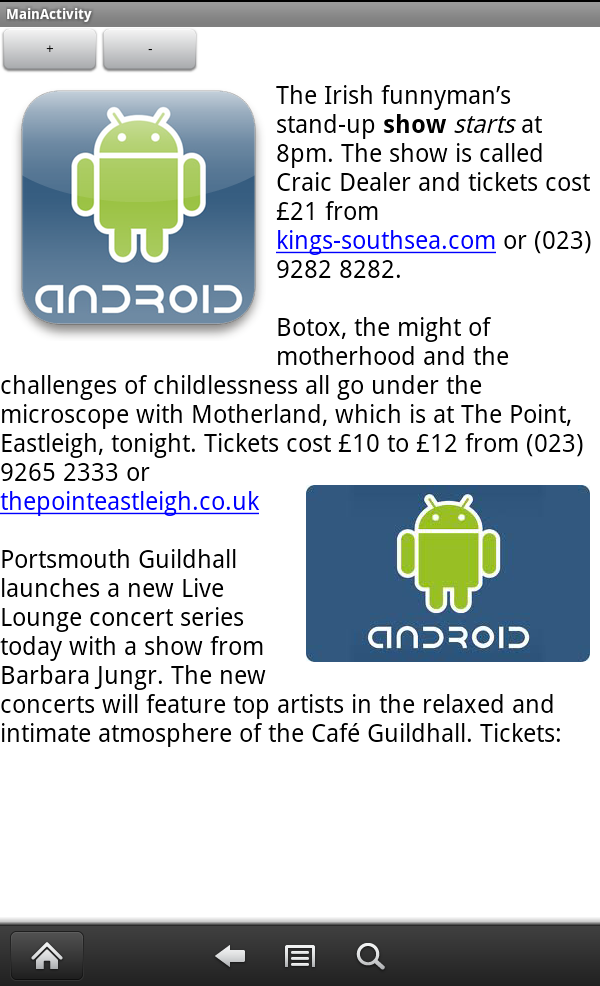 MainActivity
+ -
The Irish funnyman’s
stand-up show starts at
8pm. The show is called
Craic Dealer and tickets cost
£21 from
kings-southsea.com or (023)
9282 8282.
ANDROID
Botox, the might of
motherhood and the
challenges of childlessness all go under the
microscope with Motherland, which is at The Point,
Eastleigh, tonight. Tickets cost £10 to £12 from (023)
9265 2333 or
thepointeastleigh.co.uk
Portsmouth Guildhall
launches a new Live
Lounge concert series
today with a show from
Barbara Jungr. The new
ANDROID
concerts will feature top artists in the relaxed and
intimate atmosphere of the Café Guildhall. Tickets: